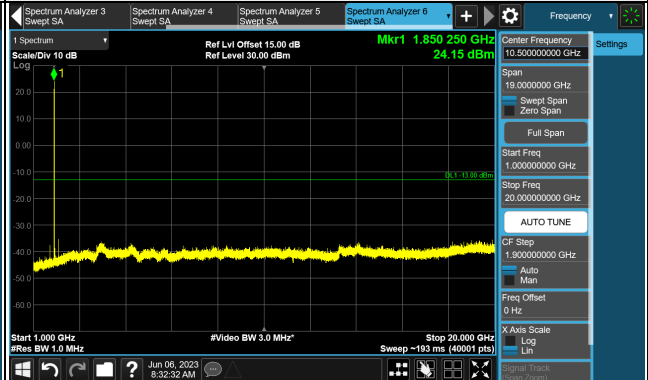 Spectrum Analyzer 3
Swept SA
Spectrum Analyzer 4
Swept SA
Spectrum Analyzer 5
Swept SA
Spectrum Analyzer 6
Swept SA
+
Frequency
1 Spectrum
Scale/Div 10 dB
Log
Ref Lvl Offset 15.00 dB
Ref Level 30.00 dBm
Mkr1 1.850 250 GHz
24.15 dBm
1
20.0
10.0
0.00
-10.0
-20.0
-30.0
-40.0
-50.0
-60.0
DL1 -13.00 dBm
Start 1.000 GHz
#Res BW 1.0 MHz
#Video BW 3.0 MHz*
Stop 20.000 GHz
Sweep ~193 ms (40001 pts)
?
Jun 06, 2023
8:32:32 AM
Center Frequency
10.50000000 GHz
Span
19.0000000 GHz
Swept Span
Zero Span
Full Span
Start Freq
1.000000000 GHz
Stop Freq
20.00000000 GHz
AUTO TUNE
CF Step
1.900000000 GHz
Auto
Man
Freq Offset
0 Hz
X Axis Scale
Log
Lin
Signal Track
(Span Zoom)
Settings